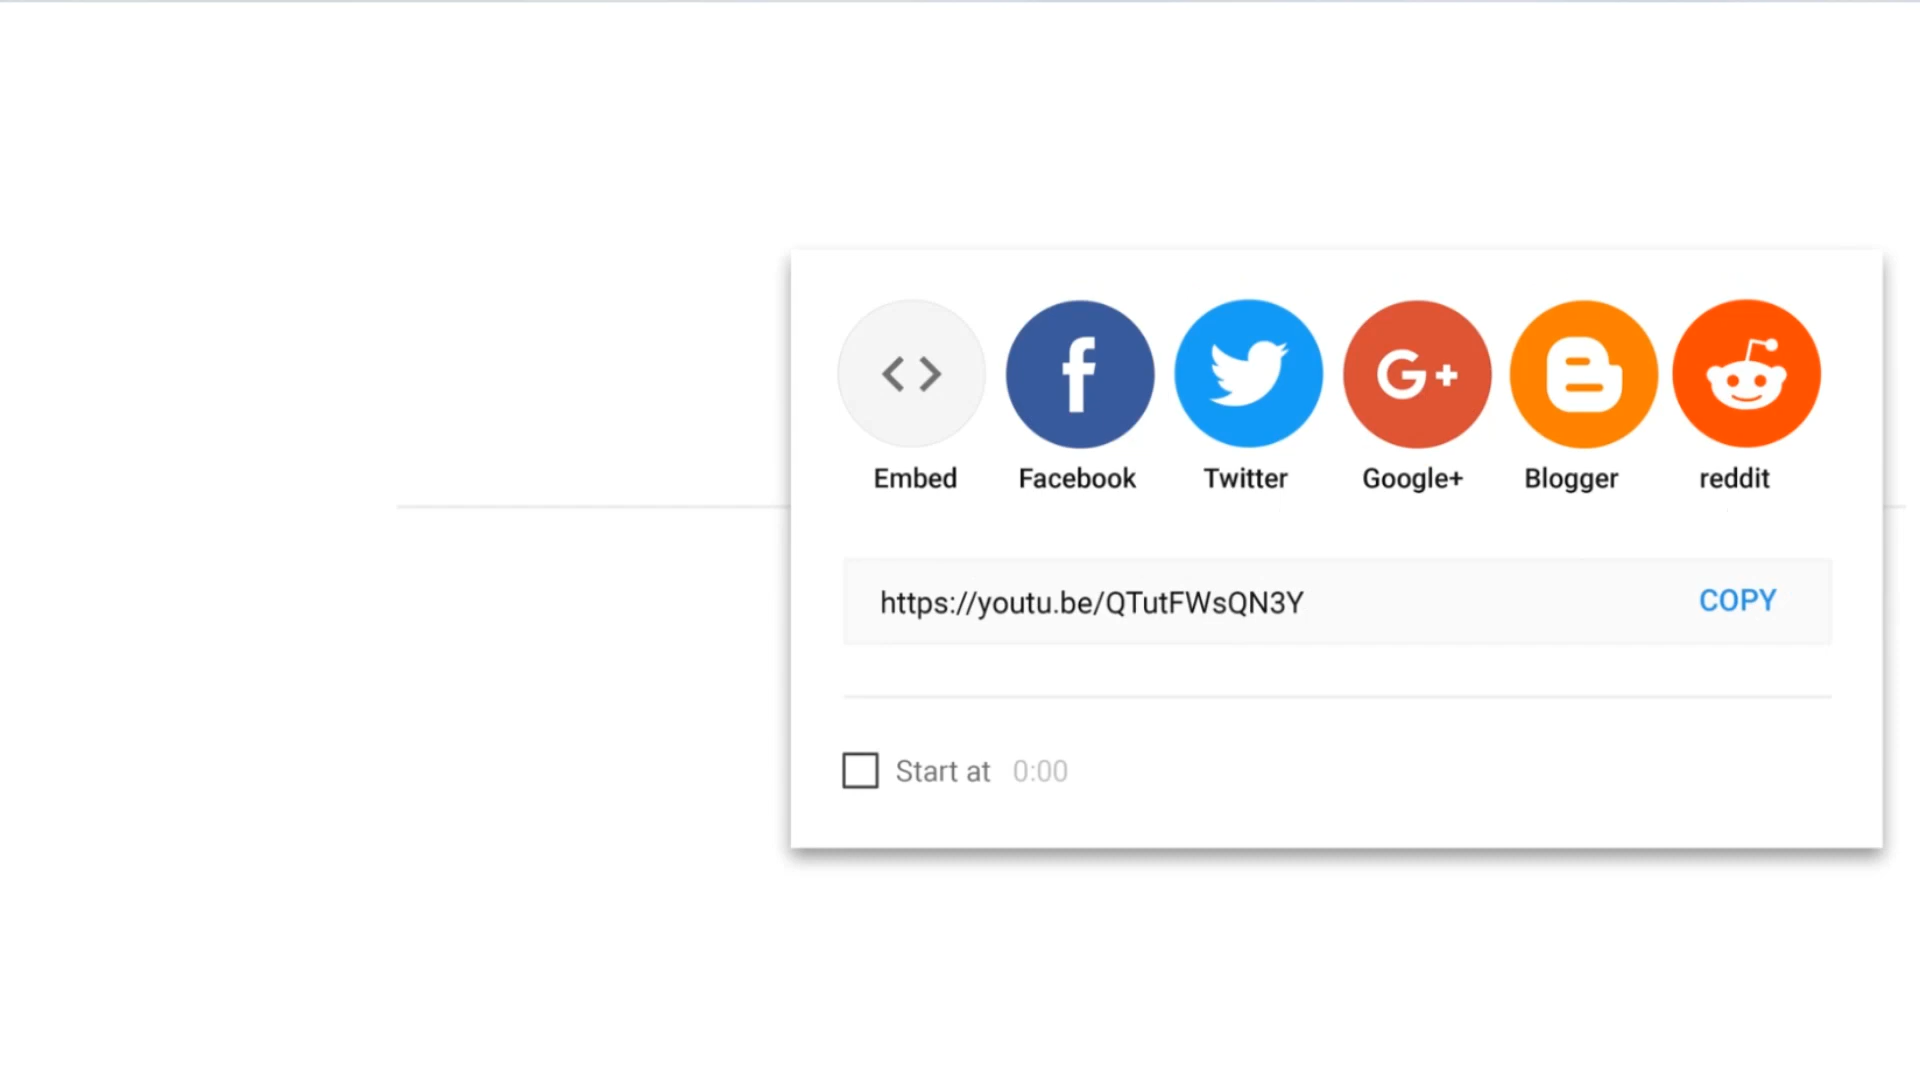 Embed Facebook Twitter Google+ Blogger reddit
https://youtu.be/QTutFWsQN3Y COPY
Start at 0:00